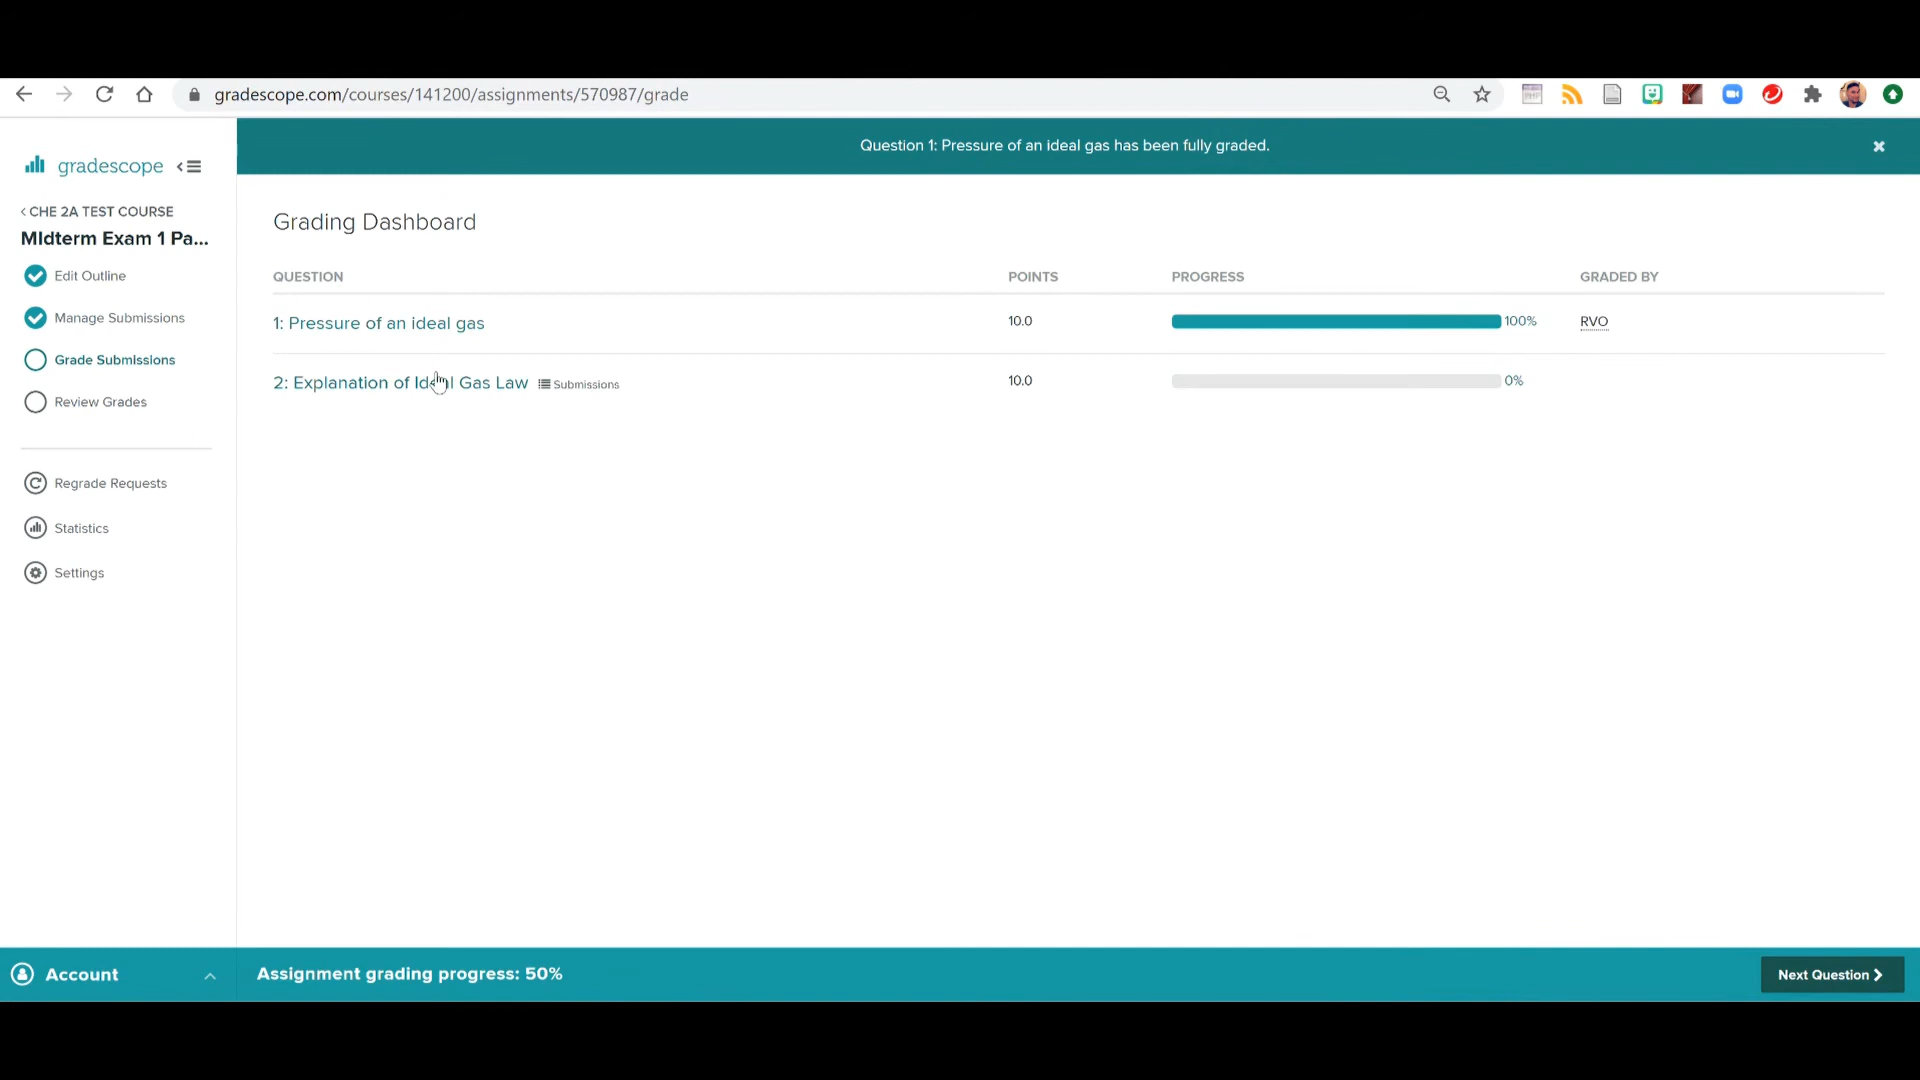 gradescope.com/courses/141200/assignments/570987/grade
Question 1: Pressure of an ideal gas has been fully graded.
gradescope
CHE 2A TEST COURSE
MIdterm Exam 1 Pa...
Edit Outline
Manage Submissions
Grade Submissions
Review Grades
Regrade Requests
Statistics
Settings
Grading Dashboard
QUESTION POINTS PROGRESS GRADED BY
1: Pressure of an ideal gas 10.0 100% RVO
2: Explanation of Ideal Gas Law Submissions 10.0 0%
Account
Assignment grading progress: 50%
Next Question